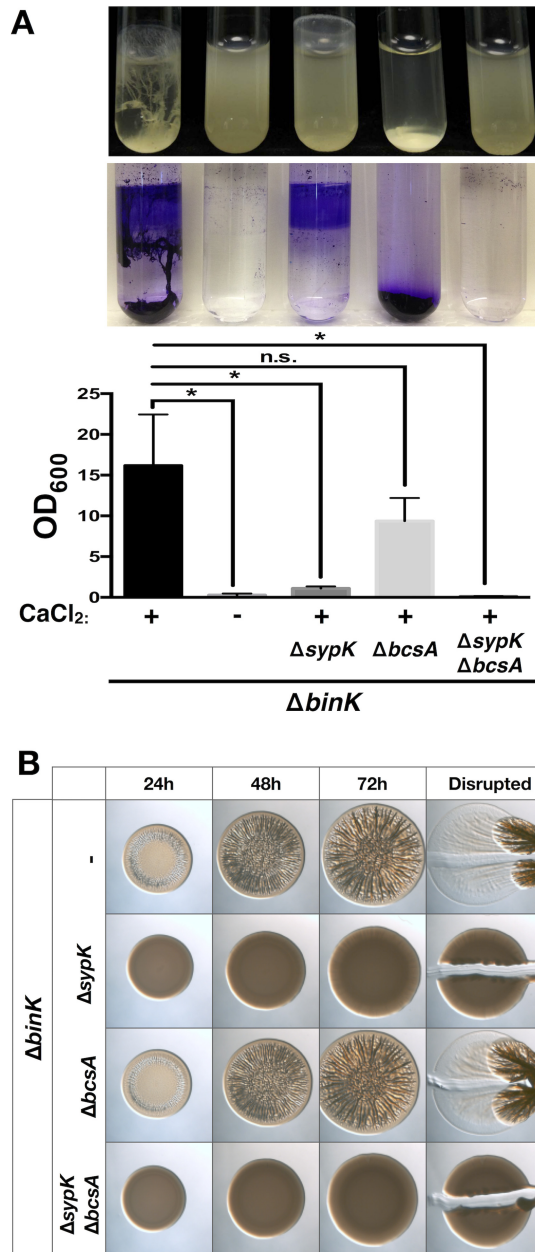 A
*
n.s.
*
*
25
20
15
10
5
0
OD600
CaCl2: + - + + +
ΔsypK ΔbcsA ΔsypK ΔbcsA
ΔbinK
B
24h 48h 72h Disrupted
ΔbinK
-
ΔsypK
ΔbcsA
ΔsypK
ΔbcsA